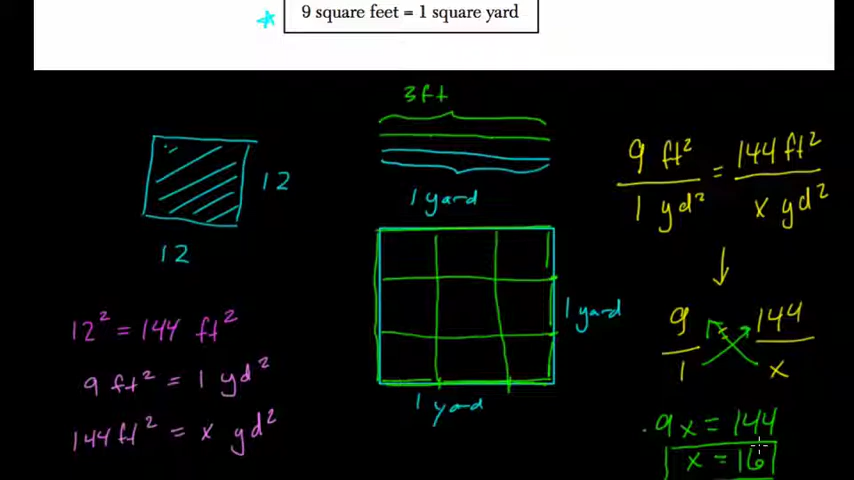 9 square feet = 1 square yard
3ft
1 yard
12
12
1 yard
1 yard
12² = 144 ft²
9 ft² = 1 yd²
144 ft² = x yd²
9 ft² / 1 yd² = 144 ft² / x yd²
9 / 1 144 / x
9x = 144
x = 16